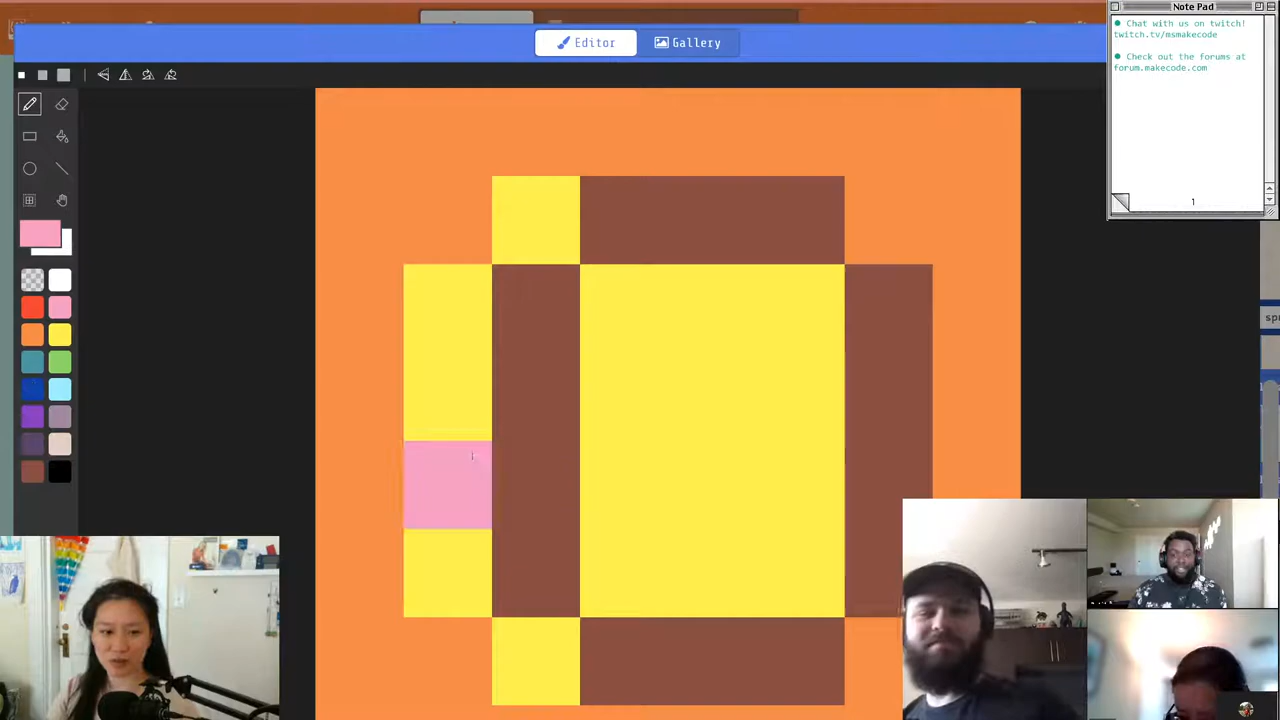 Note Pad
Editor
Gallery
● Chat with us on twitch!
twitch.tv/msmakecode
● Check out the forums at
forum.makecode.com
1
spr